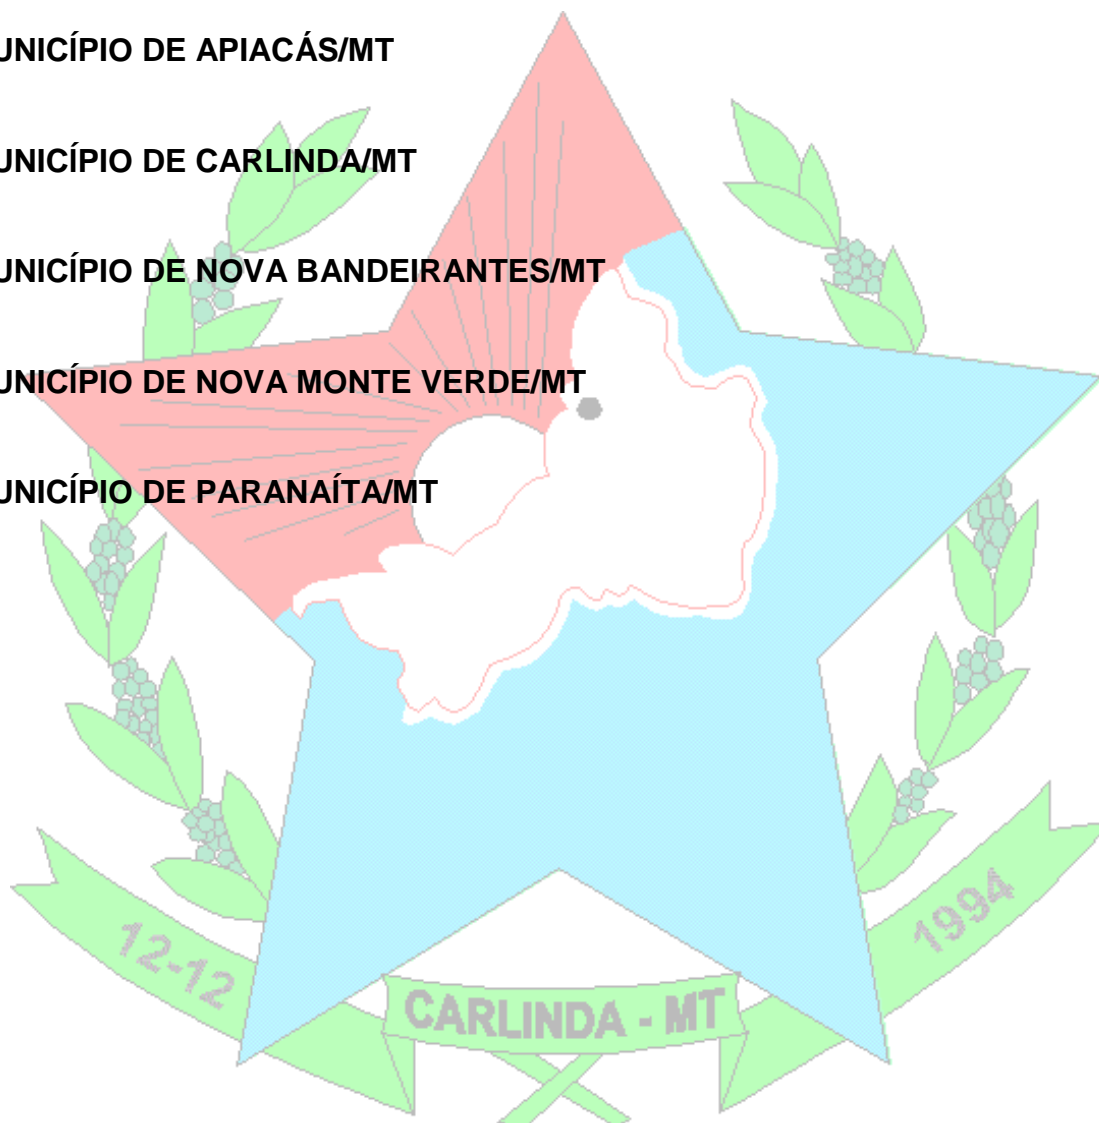 UNICÍPIO DE APIACÁS/MT
UNICÍPIO DE CARLINDA/MT
UNICÍPIO DE NOVA BANDEIRANTES/MT
UNICÍPIO DE NOVA MONTE VERDE/MT
UNICÍPIO DE PARANAÍTA/MT
12-12
CARLINDA - MT
1994